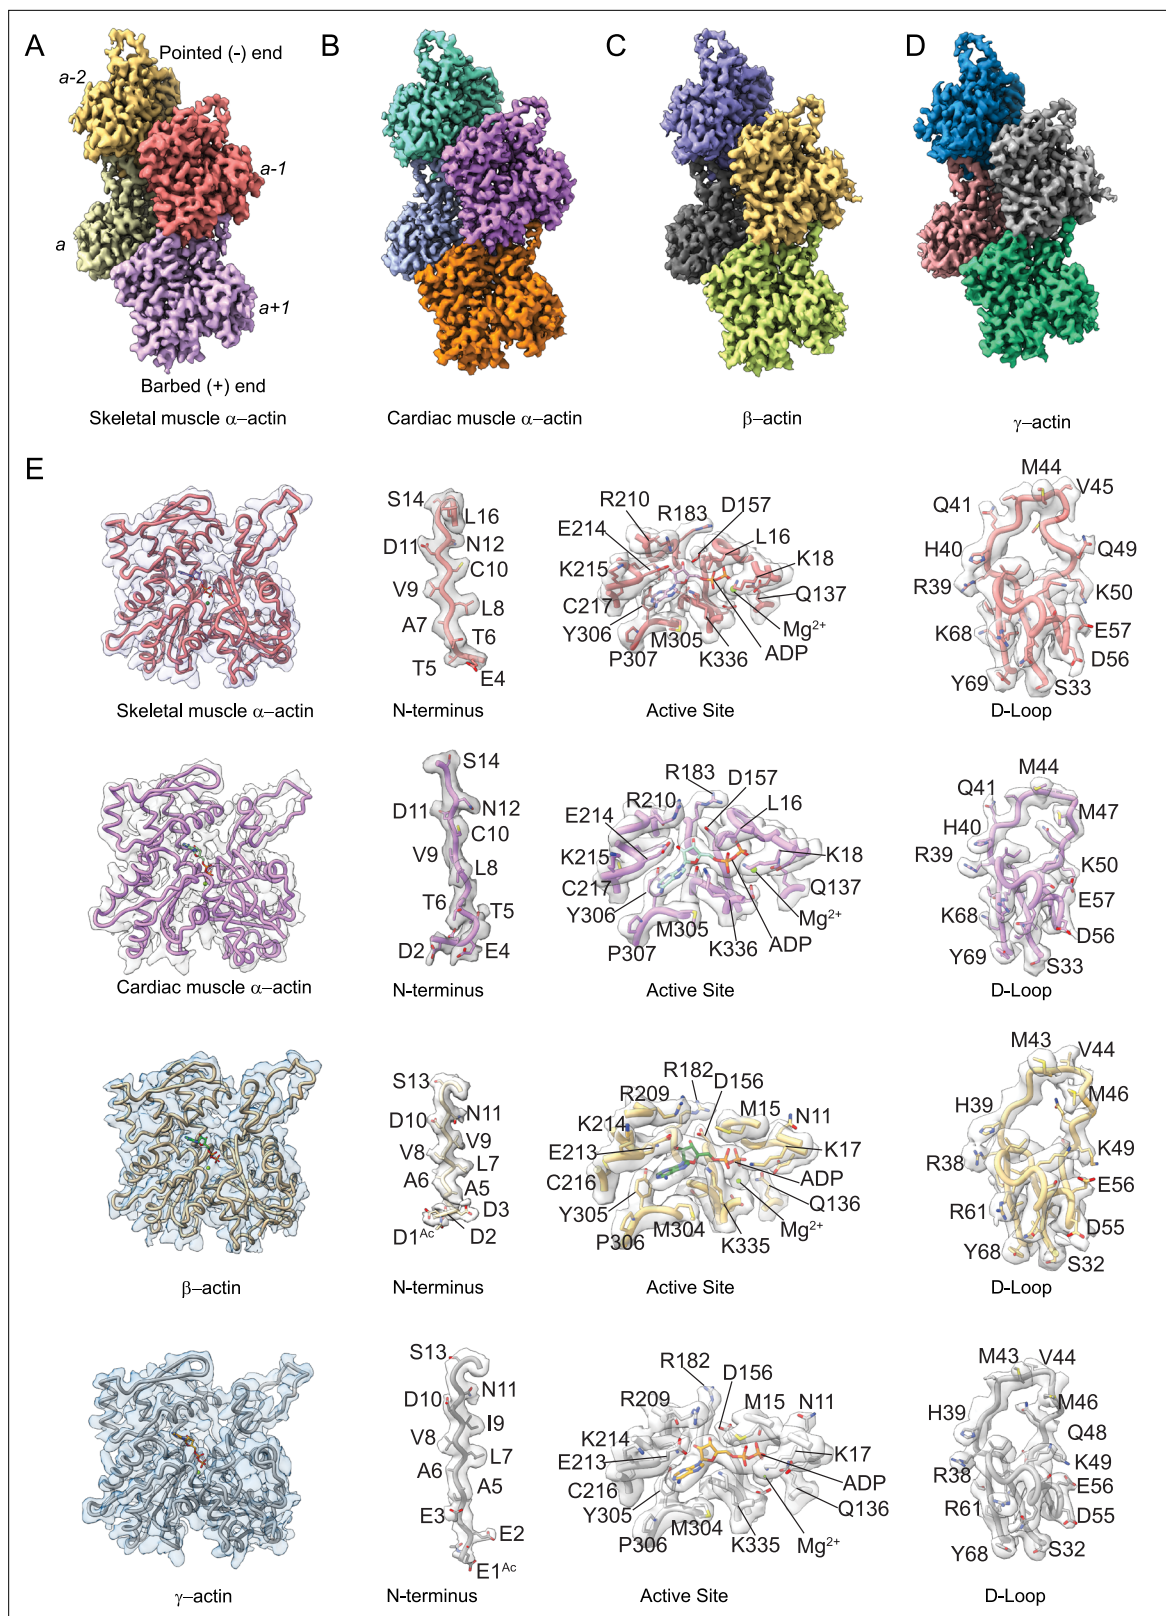 A
B
C
D
Pointed (-) end
a-2
a-1
a
a+1
Barbed (+) end
Skeletal muscle α–actin
Cardiac muscle α–actin
β–actin
γ–actin
E
S14
L16
D11
N12
C10
V9
L8
A7
T6
T5
E4
R210
R183
D157
E214
L16
K215
K18
C217
Q137
Y306
Mg2+
M305
P307
K336
ADP
M44
Q41
V45
H40
Q49
R39
K50
K68
E57
D56
Y69
S33
Skeletal muscle α–actin
N-terminus
Active Site
D-Loop
S14
D11
N12
C10
V9
L8
T6
T5
D2
E4
R183
D157
R210
L16
E214
K215
K18
C217
Q137
Y306
M305
Mg2+
P307
K336
ADP
M44
Q41
M47
H40
R39
K50
K68
E57
D56
Y69
S33
Cardiac muscle α–actin
N-terminus
Active Site
D-Loop
S13
D10
N11
V9
V8
L7
A6
A5
D3
D1Ac
D2
R182
D156
R209
M15
N11
K214
K17
E213
ADP
C216
Q136
Y305
M304
Mg2+
P306
K335
M43
V44
M46
H39
K49
R38
E56
R61
D55
Y68
S32
β–actin
N-terminus
Active Site
D-Loop
S13
D10
N11
I9
V8
L7
A6
A5
E3
E2
E1Ac
R182
D156
R209
M15
N11
K214
K17
E213
ADP
C216
Q136
Y305
M304
P306
K335
Mg2+
M43
V44
M46
H39
Q48
R38
K49
E56
R61
D55
Y68
S32
γ–actin
N-terminus
Active Site
D-Loop